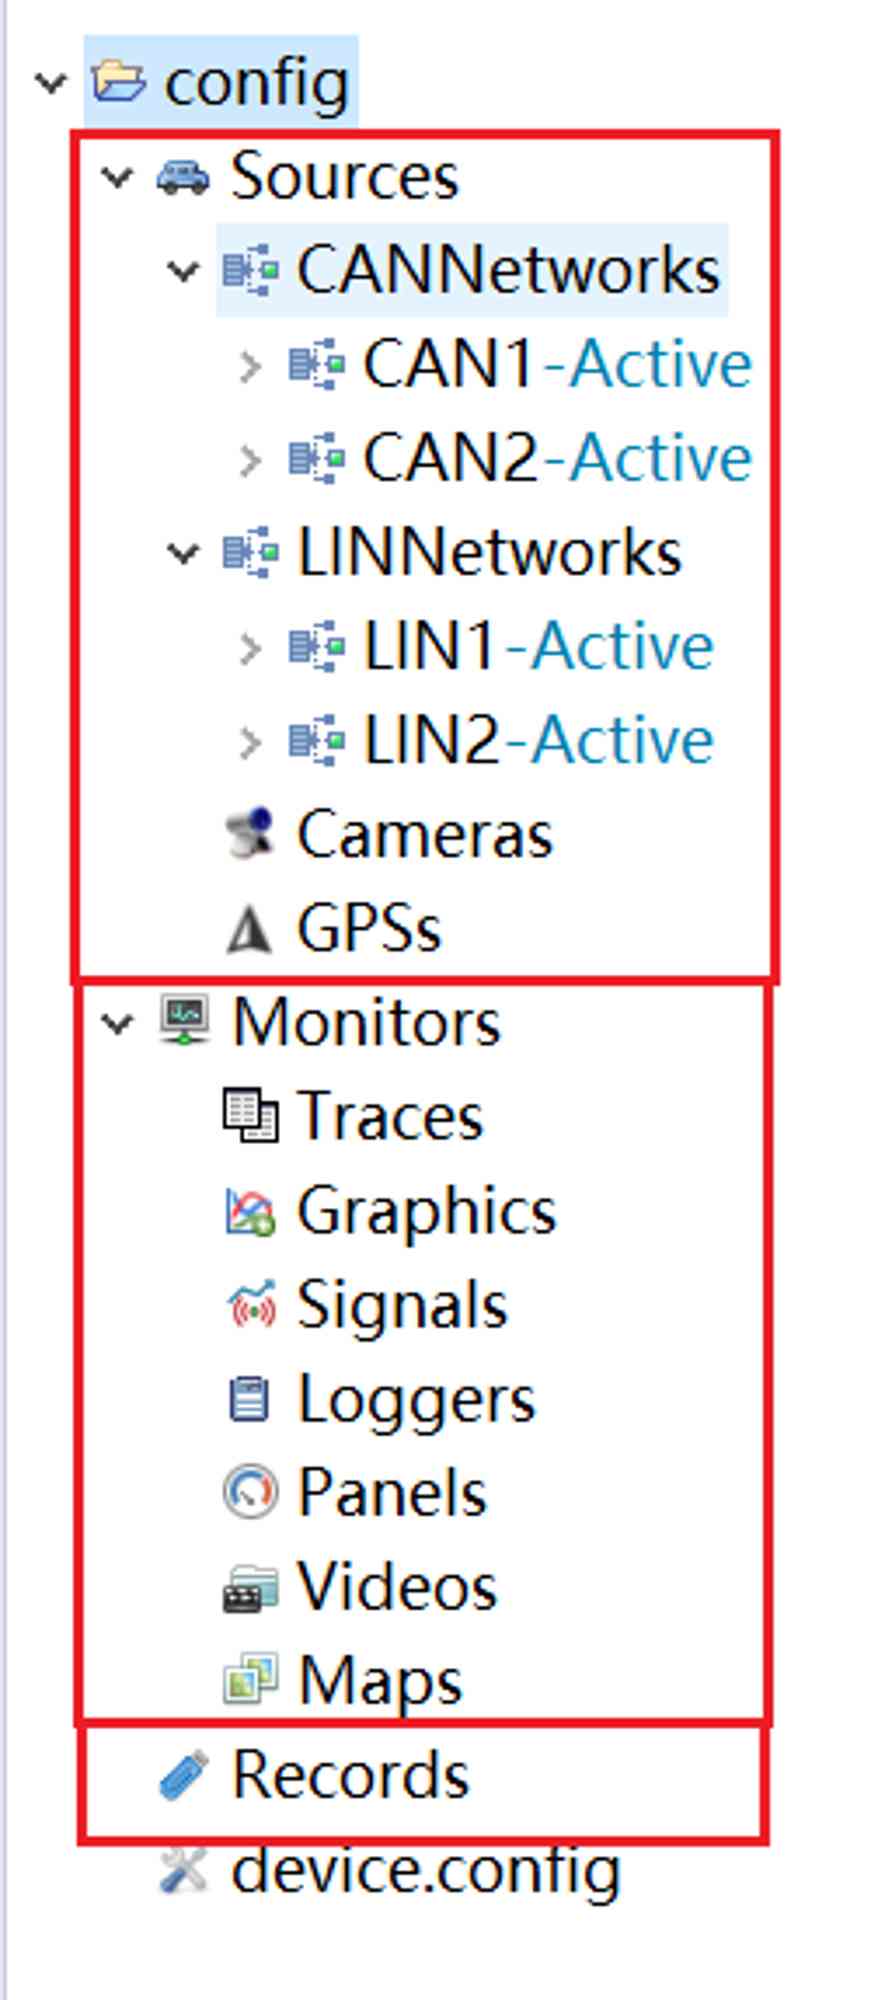 config
Sources
CANNetworks
CAN1-Active
CAN2-Active
LINNetworks
LIN1-Active
LIN2-Active
Cameras
GPSs
Monitors
Traces
Graphics
Signals
Loggers
Panels
Videos
Maps
Records
device.config